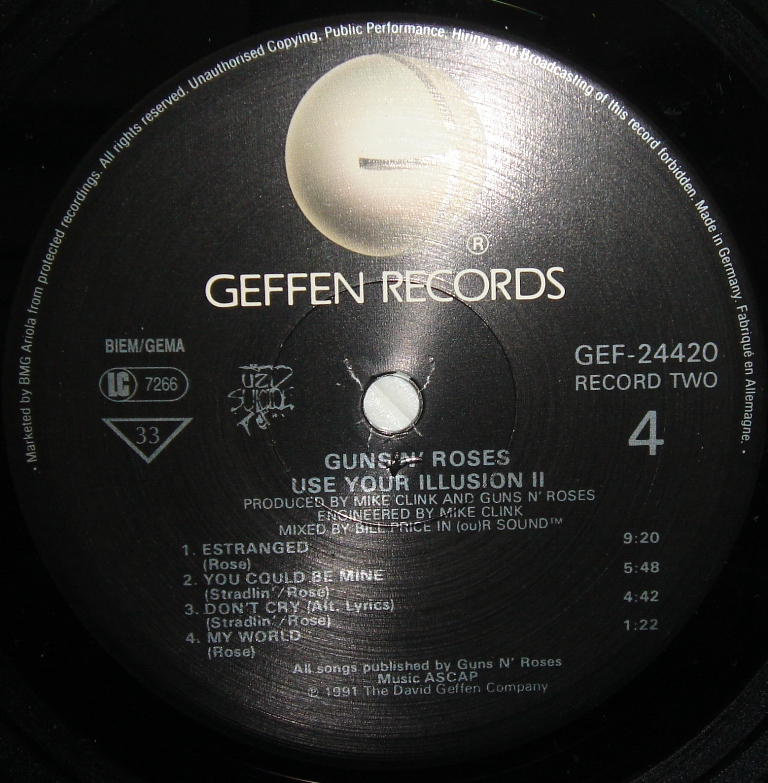 Marketed by BMG Ariola from protected recordings. All rights reserved. Unauthorised Copying, Public Performance, Hiring, and Broadcasting of this record forbidden. Made in Germany. Fabriqué en Allemagne.
®
GEFFEN RECORDS
BIEM/GEMA
LC 7266
33
UZI
SUICIDE
GEF-24420
RECORD TWO
4
GUNS N' ROSES
USE YOUR ILLUSION II
PRODUCED BY MIKE CLINK AND GUNS N' ROSES
ENGINEERED BY MIKE CLINK
MIXED BY BILL PRICE IN (ou)R SOUND™
1. ESTRANGED 9:20
(Rose)
2. YOU COULD BE MINE 5:48
(Stradlin'/Rose)
3. DON'T CRY (Alt. Lyrics) 4:42
(Stradlin'/Rose)
4. MY WORLD 1:22
(Rose)
All songs published by Guns N' Roses
Music ASCAP
℗ 1991 The David Geffen Company